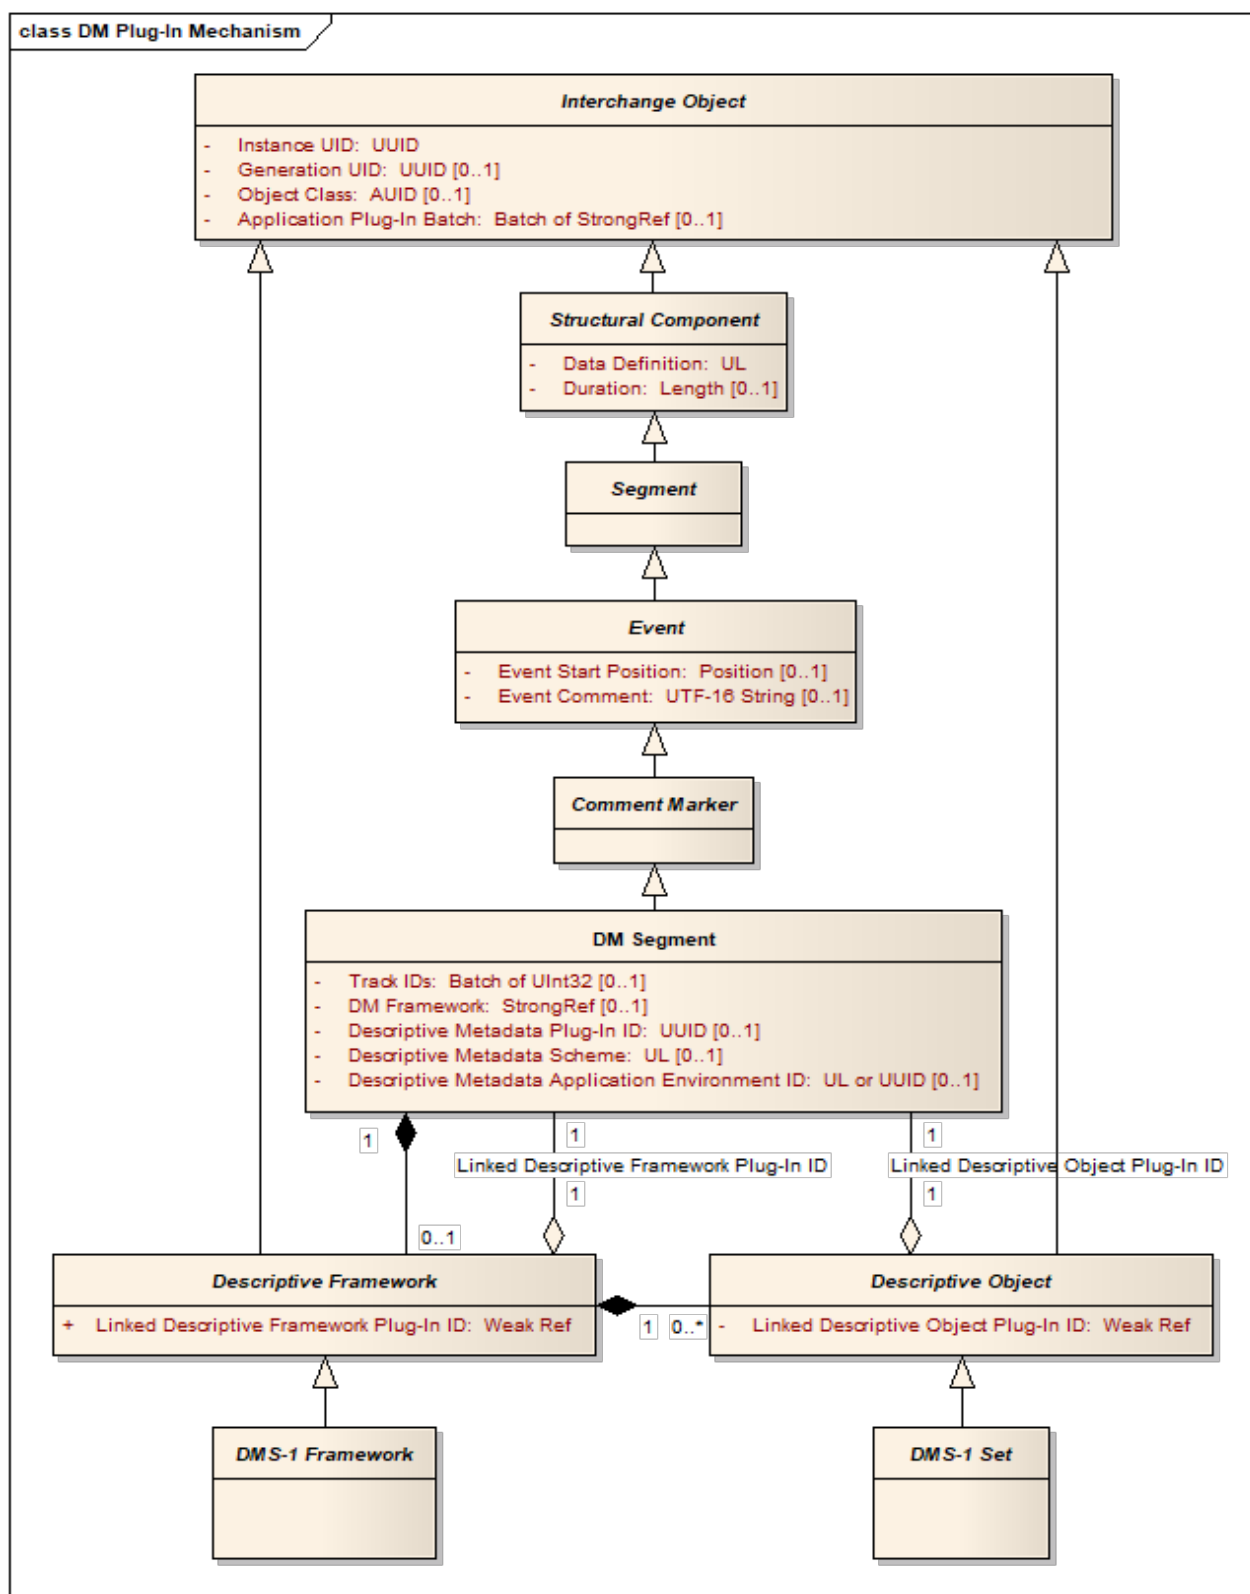 class DM Plug-In Mechanism
Interchange Object
- Instance UID: UUID
- Generation UID: UUID [0..1]
- Object Class: AUID [0..1]
- Application Plug-In Batch: Batch of StrongRef [0..1]
Structural Component
- Data Definition: UL
- Duration: Length [0..1]
Segment
Event
- Event Start Position: Position [0..1]
- Event Comment: UTF-16 String [0..1]
Comment Marker
DM Segment
- Track IDs: Batch of UInt32 [0..1]
- DM Framework: StrongRef [0..1]
- Descriptive Metadata Plug-In ID: UUID [0..1]
- Descriptive Metadata Scheme: UL [0..1]
- Descriptive Metadata Application Environment ID: UL or UUID [0..1]
1
1
1
Linked Descriptive Framework Plug-In ID
Linked Descriptive Object Plug-In ID
1
1
0..1
Descriptive Framework
+ Linked Descriptive Framework Plug-In ID: Weak Ref
1
0..*
Descriptive Object
- Linked Descriptive Object Plug-In ID: Weak Ref
DMS-1 Framework
DMS-1 Set